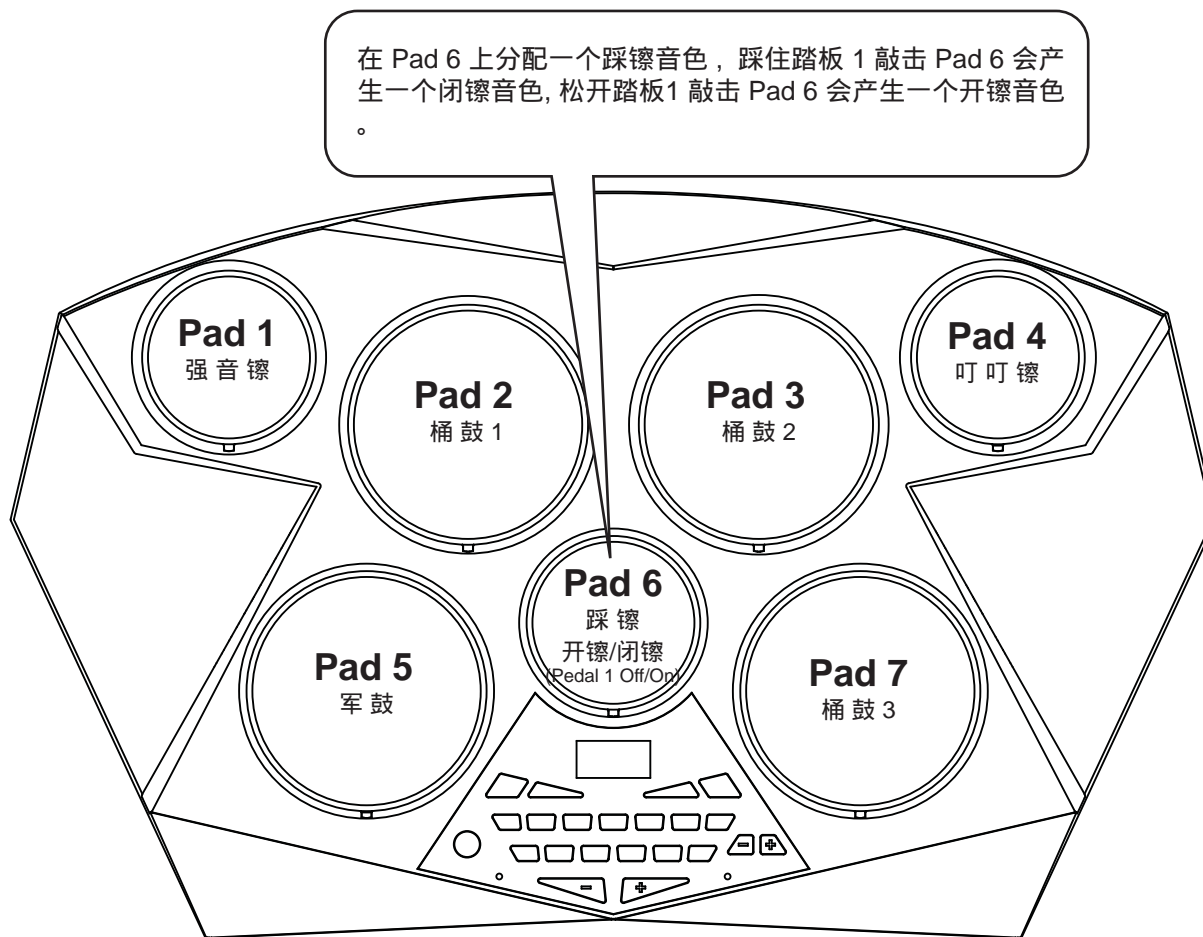 在 Pad 6 上分配一个踩镲音色 ,  踩住踏板 1 敲击 Pad 6 会产
生一个闭镲音色, 松开踏板1 敲击 Pad 6 会产生一个开镲音色
。
Pad 1
强 音 镲
Pad 2
桶 鼓 1
Pad 3
桶 鼓 2
Pad 4
叮 叮 镲
Pad 5
军 鼓
Pad 6
踩 镲
开镲/闭镲
(Pedal 1 Off/On)
Pad 7
桶 鼓 3